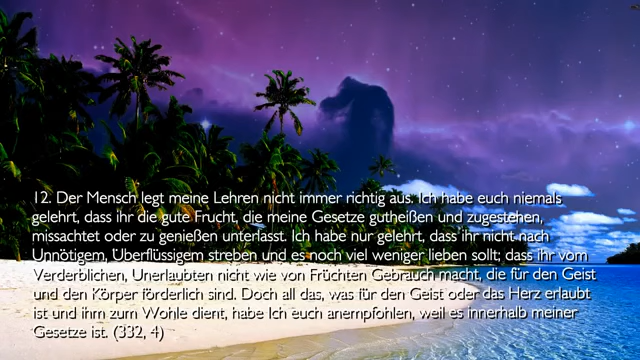 12. Der Mensch legt meine Lehren nicht immer richtig aus. Ich habe euch niemals
gelehrt, dass ihr die gute Frucht, die meine Gesetze gutheißen und zugestehen,
missachtet oder zu genießen unterlasst. Ich habe nur gelehrt, dass ihr nicht nach
Unnötigem, Überflüssigem streben und es noch viel weniger lieben sollt; dass ihr vom
Verderblichen, Unerlaubten nicht wie von Früchten Gebrauch macht, die für den Geist
und den Körper förderlich sind. Doch all das, was für den Geist oder das Herz erlaubt
ist und ihm zum Wohle dient, habe Ich euch anempfohlen, weil es innerhalb meiner
Gesetze ist. (332, 4)